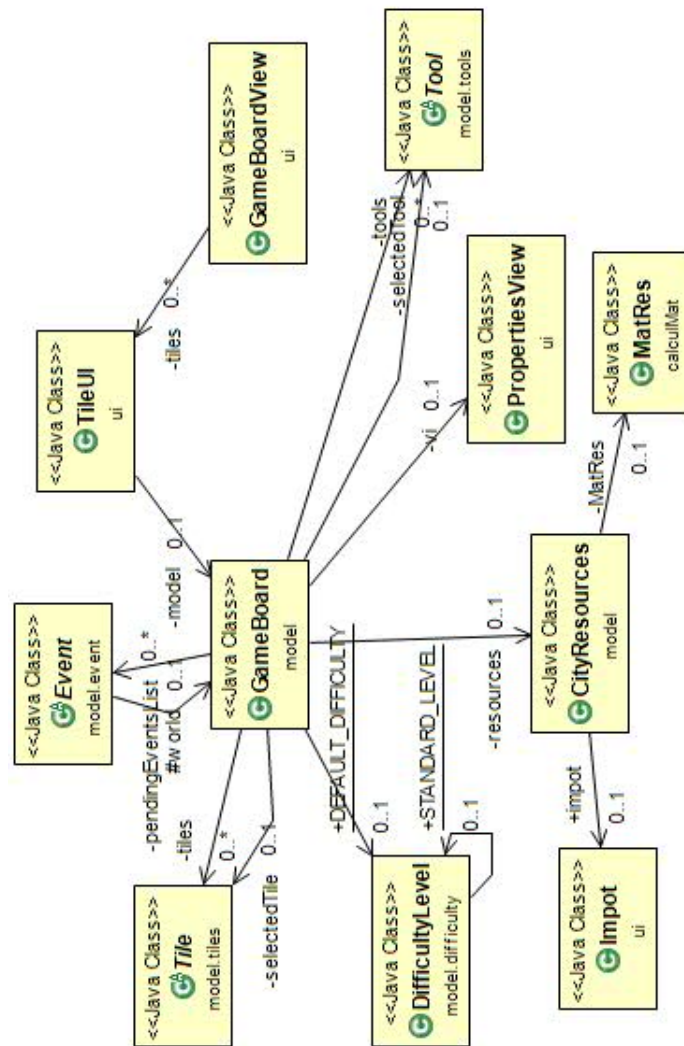 <<Java Class>>
Tile
model.tiles
<<Java Class>>
Event
model.event
<<Java Class>>
TileUI
ui
<<Java Class>>
GameBoardView
ui
-tiles
0..*
-model
0..1
-pendingEventsList
0..*
#world
0..1
-tiles
0..*
-selectedTile
0..1
<<Java Class>>
GameBoard
model
<<Java Class>>
DifficultyLevel
model.difficulty
+DEFAULT_DIFFICULTY
0..1
+STANDARD_LEVEL
0..1
-resources
0..1
-tools
0..*
-selectedTool
0..1
-vi
0..1
<<Java Class>>
Tool
model.tools
<<Java Class>>
PropertiesView
ui
<<Java Class>>
CityResources
model
+impot
0..1
-MatRes
0..1
<<Java Class>>
Impot
ui
<<Java Class>>
MatRes
calculMat